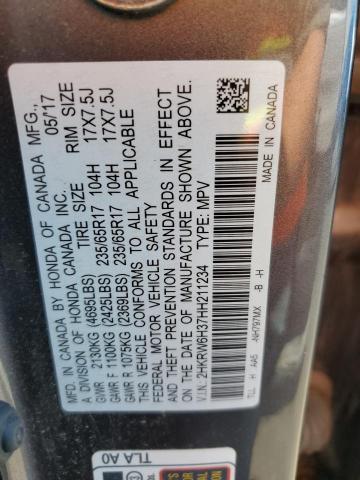 MFD. IN CANADA BY HONDA OF CANADA MFG.,
A DIVISION OF HONDA CANADA INC. 05/17
TIRE SIZE RIM SIZE
GVWR 2130KG (4695LBS)
GAWR F 1100KG (2425LBS) 235/65R17 104H 17X7.5J
GAWR R 1075KG (2369LBS) 235/65R17 104H 17X7.5J
THIS VEHICLE CONFORMS TO ALL APPLICABLE
FEDERAL MOTOR VEHICLE SAFETY
AND THEFT PREVENTION STANDARDS IN EFFECT
ON THE DATE OF MANUFACTURE SHOWN ABOVE.
V.I.N.: 2HKRW6H37HH211234 TYPE: MPV
MADE IN CANADA
TLL H AA5 -NH797MX -B -H
TLA A0